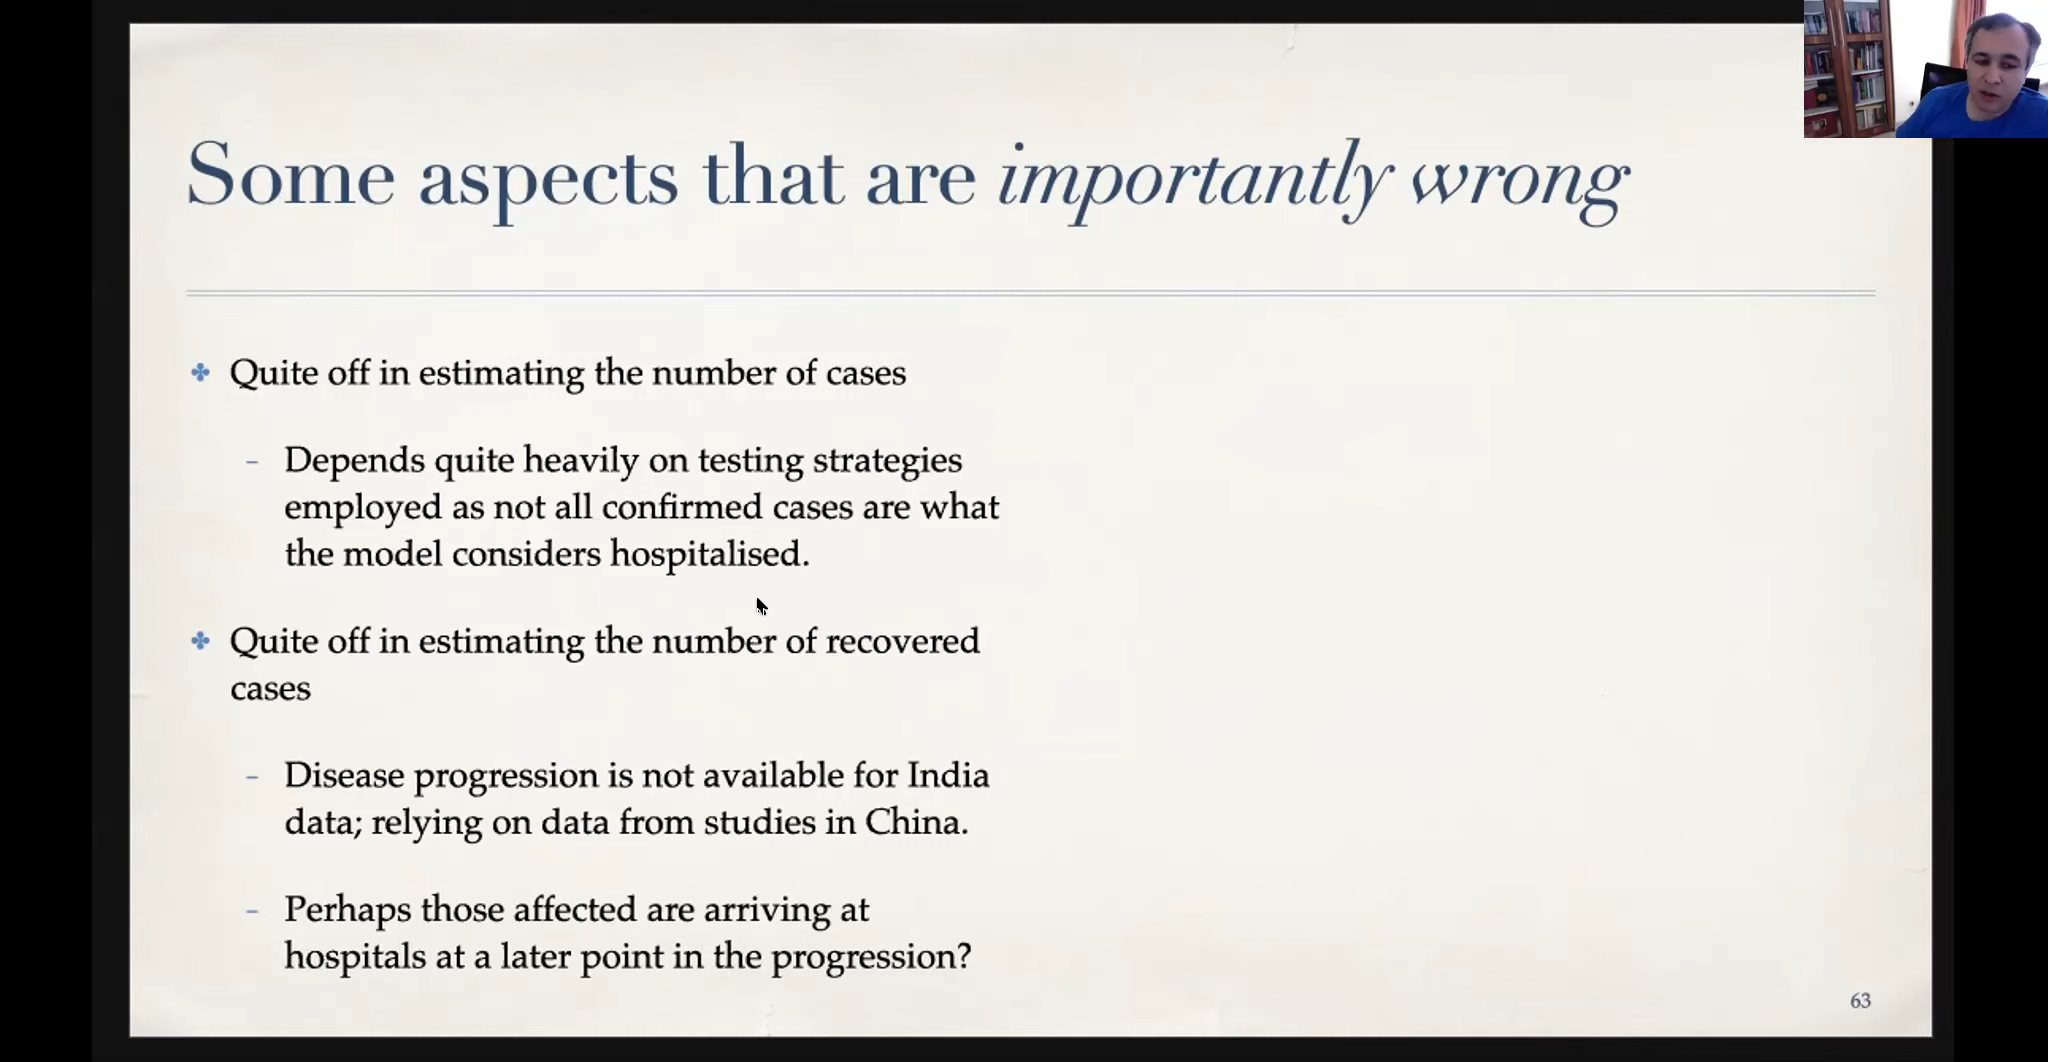 Some aspects that are importantly wrong
Quite off in estimating the number of cases
- Depends quite heavily on testing strategies
employed as not all confirmed cases are what
the model considers hospitalised.
Quite off in estimating the number of recovered
cases
- Disease progression is not available for India
data; relying on data from studies in China.
- Perhaps those affected are arriving at
hospitals at a later point in the progression?
63